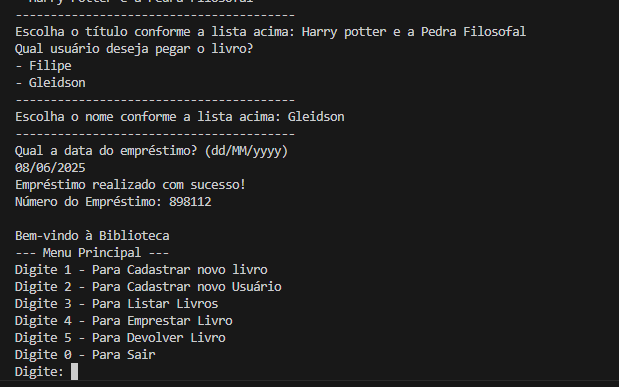 - Harry Potter e a Pedra Filosofal
----------------------------------------
Escolha o título conforme a lista acima: Harry potter e a Pedra Filosofal
Qual usuário deseja pegar o livro?
- Filipe
- Gleidson
----------------------------------------
Escolha o nome conforme a lista acima: Gleidson
----------------------------------------
Qual a data do empréstimo? (dd/MM/yyyy)
08/06/2025
Empréstimo realizado com sucesso!
Número do Empréstimo: 898112
Bem-vindo à Biblioteca
--- Menu Principal ---
Digite 1 - Para Cadastrar novo livro
Digite 2 - Para Cadastrar novo Usuário
Digite 3 - Para Listar Livros
Digite 4 - Para Emprestar Livro
Digite 5 - Para Devolver Livro
Digite 0 - Para Sair
Digite: